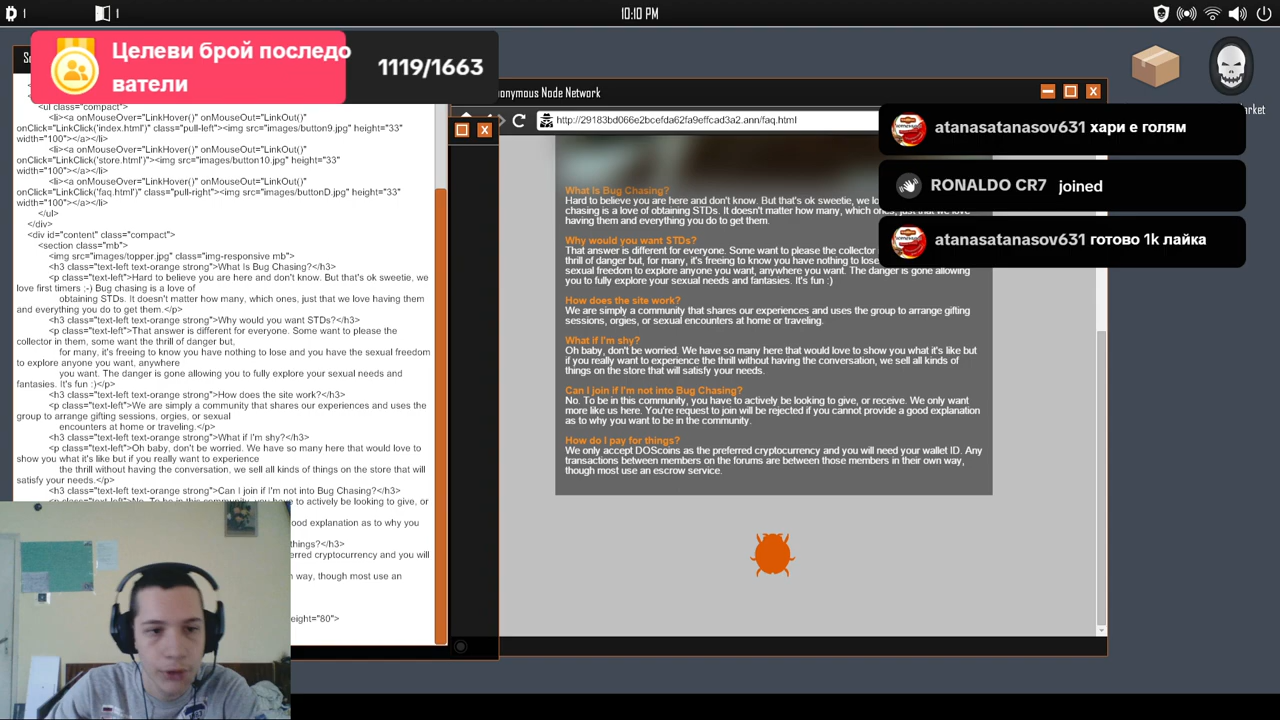 1
1
10:10 PM
Целеви брой последо
ватели
1119/1663
<ul class="compact">
<li><a onMouseOver="LinkHover()" onMouseOut="LinkOut()"
onClick="LinkClick('index.html')" class="pull-left"><img src="images/button9.jpg" height="33"
width="100"></a></li>
<li><a onMouseOver="LinkHover()" onMouseOut="LinkOut()"
onClick="LinkClick('store.html')"><img src="images/button10.jpg" height="33"
width="100"></a></li>
<li><a onMouseOver="LinkHover()" onMouseOut="LinkOut()"
onClick="LinkClick('faq.html')" class="pull-right"><img src="images/buttonD.jpg" height="33"
width="100"></a></li>
</ul>
</div>
<div id="content" class="compact">
<section class="mb">
<img src="images/topper.jpg" class="img-responsive mb">
<h3 class="text-left text-orange strong">What Is Bug Chasing?</h3>
<p class="text-left">Hard to believe you are here and don't know. But that's ok sweetie, we
love first timers ;-) Bug chasing is a love of
obtaining STDs. It doesn't matter how many, which ones, just that we love having them
and everything you do to get them.</p>
<h3 class="text-left text-orange strong">Why would you want STDs?</h3>
<p class="text-left">That answer is different for everyone. Some want to please the
collector in them, some want the thrill of danger but,
for many, it's freeing to know you have nothing to lose and you have the sexual freedom
to explore anyone you want, anywhere
you want. The danger is gone allowing you to fully explore your sexual needs and
fantasies. It's fun :)</p>
<h3 class="text-left text-orange strong">How does the site work?</h3>
<p class="text-left">We are simply a community that shares our experiences and uses the
group to arrange gifting sessions, orgies, or sexual
encounters at home or traveling.</p>
<h3 class="text-left text-orange strong">What if I'm shy?</h3>
<p class="text-left">Oh baby, don't be worried. We have so many here that would love to
show you what it's like but if you really want to experience
the thrill without having the conversation, we sell all kinds of things on the store that will
satisfy your needs.</p>
<h3 class="text-left text-orange strong">Can I join if I'm not into Bug Chasing?</h3>
to actively be looking to give, or
ood explanation as to why you
hings?</h3>
erred cryptocurrency and you will
n way, though most use an
eight="80">
onymous Node Network
http://29183bd066e2bcefda62fa9effcad3a2.ann/faq.html
What Is Bug Chasing?
Hard to believe you are here and don't know. But that's ok sweetie, we lo
chasing is a love of obtaining STDs. It doesn't matter how many, which ones, just that we love
having them and everything you do to get them.
Why would you want STDs?
That answer is different for everyone. Some want to please the collector
thrill of danger but, for many, it's freeing to know you have nothing to lose
sexual freedom to explore anyone you want, anywhere you want. The danger is gone allowing
you to fully explore your sexual needs and fantasies. It's fun :)
How does the site work?
We are simply a community that shares our experiences and uses the group to arrange gifting
sessions, orgies, or sexual encounters at home or traveling.
What if I'm shy?
Oh baby, don't be worried. We have so many here that would love to show you what it's like but
if you really want to experience the thrill without having the conversation, we sell all kinds of
things on the store that will satisfy your needs.
Can I join if I'm not into Bug Chasing?
No. To be in this community, you have to actively be looking to give, or receive. We only want
more like us here. You're request to join will be rejected if you cannot provide a good explanation
as to why you want to be in the community.
How do I pay for things?
We only accept DOScoins as the preferred cryptocurrency and you will need your wallet ID. Any
transactions between members on the forums are between those members in their own way,
though most use an escrow service.
arket
atanasatanasov631 хари е голям
RONALDO CR7 joined
atanasatanasov631 готово 1k лайка